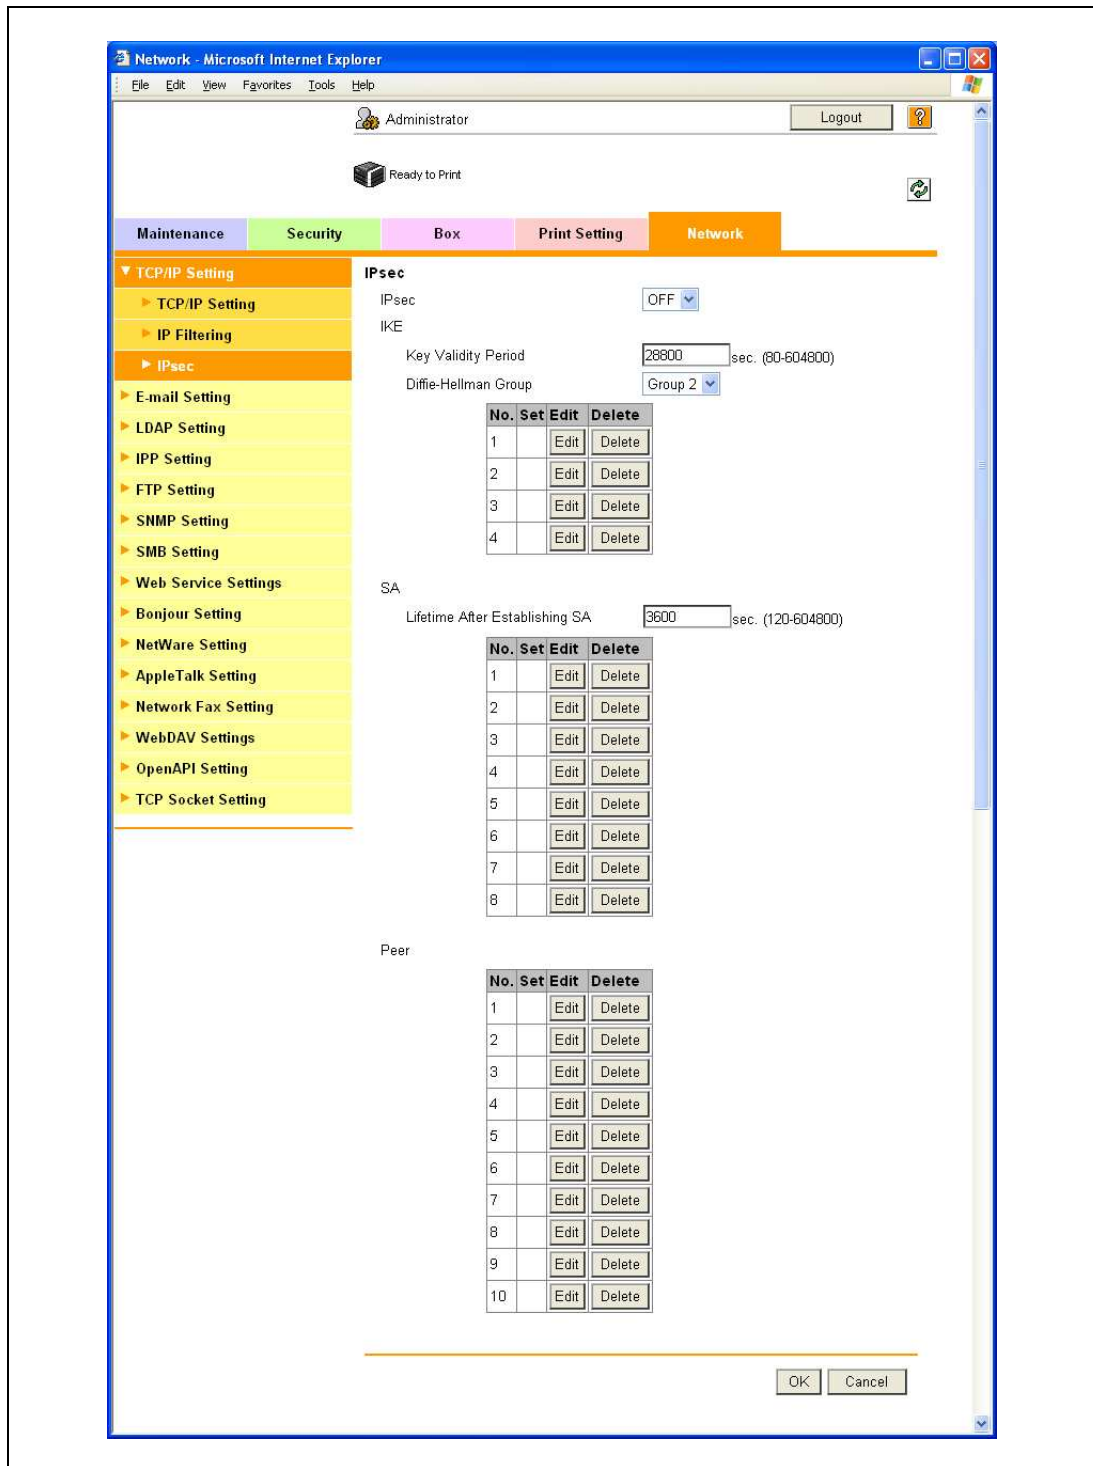 Network - Microsoft Internet Explorer
File Edit View Favorites Tools Help
Administrator
Logout
?
Ready to Print
Maintenance Security Box Print Setting Network
TCP/IP Setting
TCP/IP Setting
IP Filtering
IPsec
E-mail Setting
LDAP Setting
IPP Setting
FTP Setting
SNMP Setting
SMB Setting
Web Service Settings
Bonjour Setting
NetWare Setting
AppleTalk Setting
Network Fax Setting
WebDAV Settings
OpenAPI Setting
TCP Socket Setting
IPsec
IPsec OFF
IKE
Key Validity Period 28800 sec. (80-604800)
Diffie-Hellman Group Group 2
No. Set Edit Delete
1 Edit Delete
2 Edit Delete
3 Edit Delete
4 Edit Delete
SA
Lifetime After Establishing SA 3600 sec. (120-604800)
No. Set Edit Delete
1 Edit Delete
2 Edit Delete
3 Edit Delete
4 Edit Delete
5 Edit Delete
6 Edit Delete
7 Edit Delete
8 Edit Delete
Peer
No. Set Edit Delete
1 Edit Delete
2 Edit Delete
3 Edit Delete
4 Edit Delete
5 Edit Delete
6 Edit Delete
7 Edit Delete
8 Edit Delete
9 Edit Delete
10 Edit Delete
OK Cancel